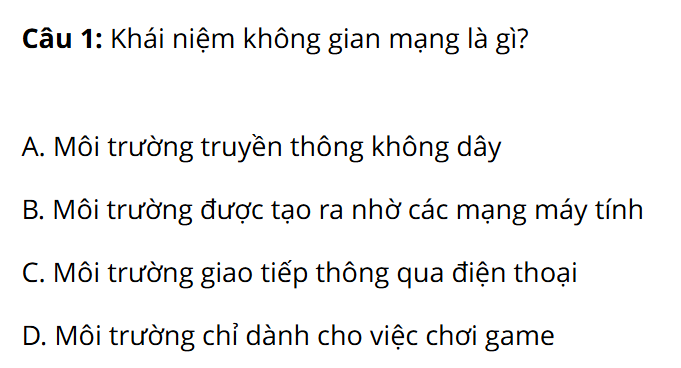 Câu 1: Khái niệm không gian mạng là gì?
A. Môi trường truyền thông không dây
B. Môi trường được tạo ra nhờ các mạng máy tính
C. Môi trường giao tiếp thông qua điện thoại
D. Môi trường chỉ dành cho việc chơi game